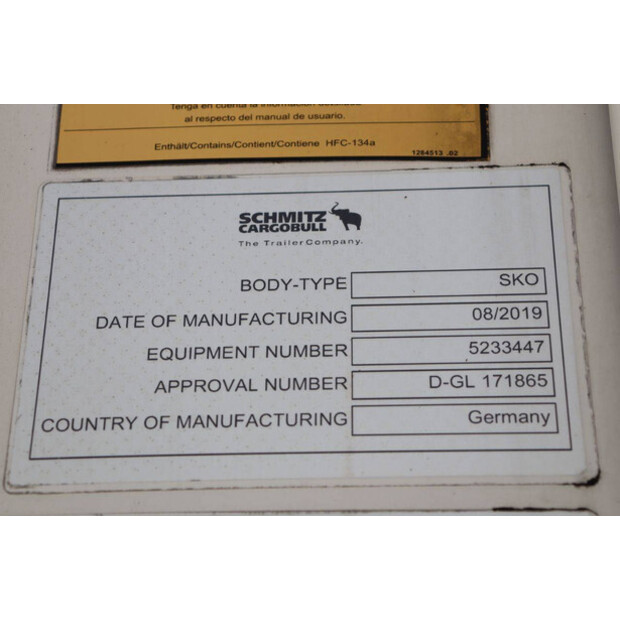 Tenga en cuenta la información
al respecto del manual de usuario.
Enthält/Contains/Contient/Contiene HFC-134a
1264513 .02
SCHMITZ
CARGOBULL
The TrailerCompany.
BODY-TYPE SKO
DATE OF MANUFACTURING 08/2019
EQUIPMENT NUMBER 5233447
APPROVAL NUMBER D-GL 171865
COUNTRY OF MANUFACTURING Germany